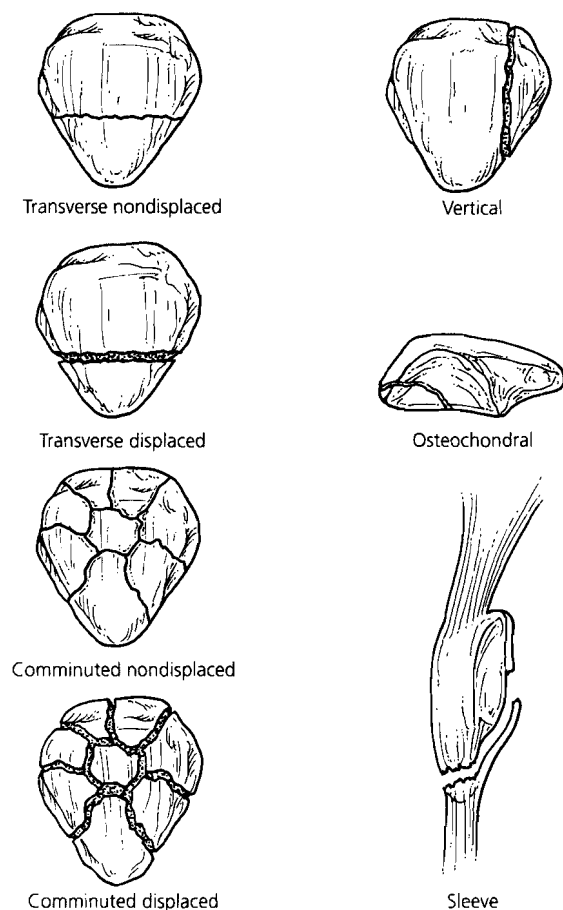 Transverse nondisplaced
Vertical
Transverse displaced
Osteochondral
Comminuted nondisplaced
Comminuted displaced
Sleeve